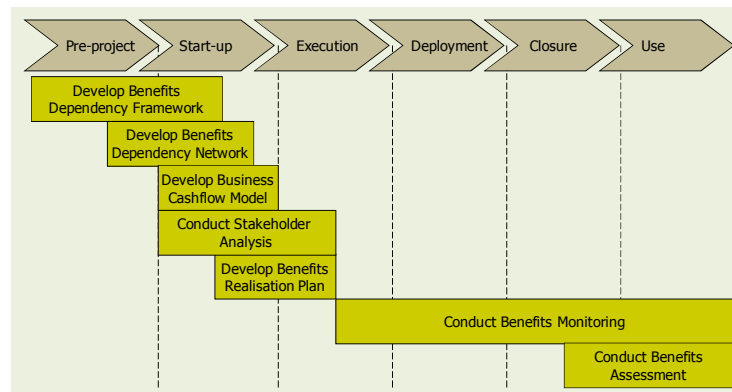 Pre-project
Start-up
Execution
Deployment
Closure
Use
Develop Benefits
Dependency Framework
Develop Benefits
Dependency Network
Develop Business
Cashflow Model
Conduct Stakeholder
Analysis
Develop Benefits
Realisation Plan
Conduct Benefits Monitoring
Conduct Benefits
Assessment